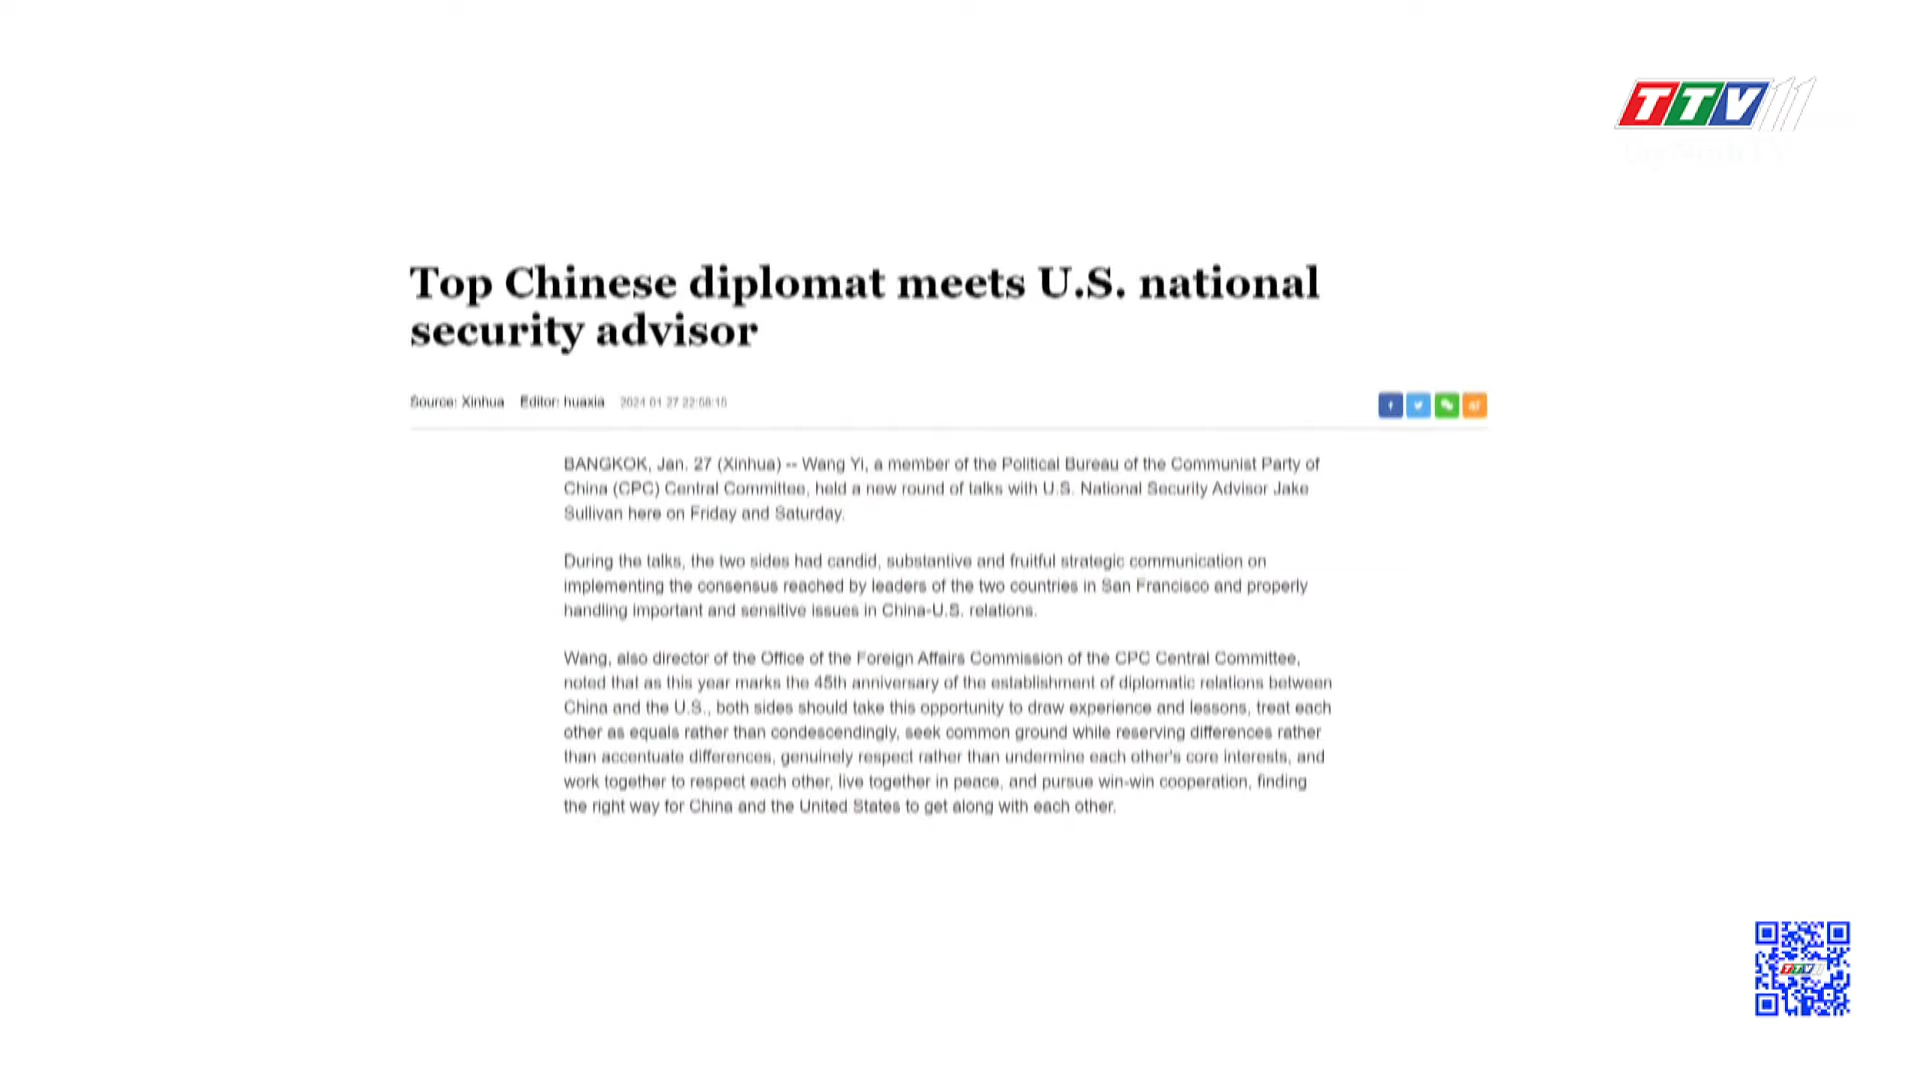 TTV11
Top Chinese diplomat meets U.S. national
security advisor
Source: Xinhua Editor: huaxia 2024-01-27 22:58:15
BANGKOK, Jan. 27 (Xinhua) -- Wang Yi, a member of the Political Bureau of the Communist Party of
China (CPC) Central Committee, held a new round of talks with U.S. National Security Advisor Jake
Sullivan here on Friday and Saturday.
During the talks, the two sides had candid, substantive and fruitful strategic communication on
implementing the consensus reached by leaders of the two countries in San Francisco and properly
handling important and sensitive issues in China-U.S. relations.
Wang, also director of the Office of the Foreign Affairs Commission of the CPC Central Committee,
noted that as this year marks the 45th anniversary of the establishment of diplomatic relations between
China and the U.S., both sides should take this opportunity to draw experience and lessons, treat each
other as equals rather than condescendingly, seek common ground while reserving differences rather
than accentuate differences, genuinely respect rather than undermine each other's core interests, and
work together to respect each other, live together in peace, and pursue win-win cooperation, finding
the right way for China and the United States to get along with each other.
TTV11